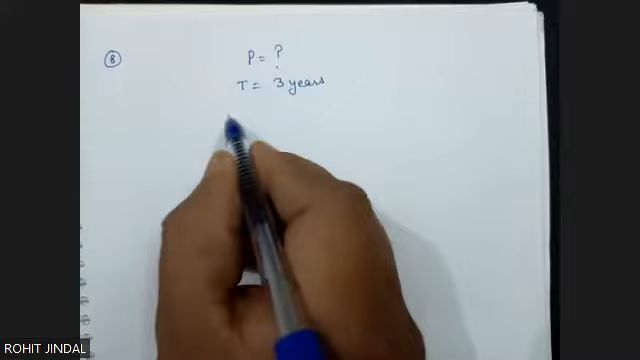 8 P = ?
T = 3 years
ROHIT JINDAL